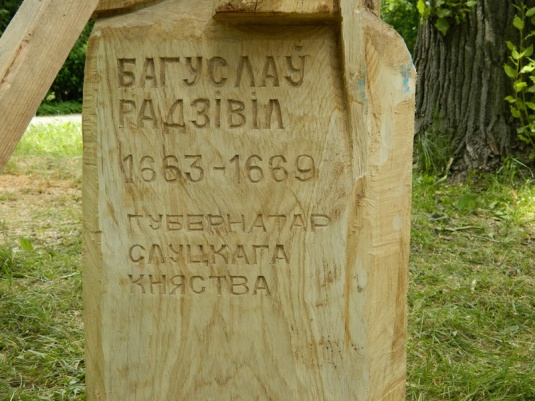 БАГУСЛАЎ
РАДЗІВІЛ
1663-1669
ГУБЕРНАТАР
СЛУЦКАГА
КНЯСТВА